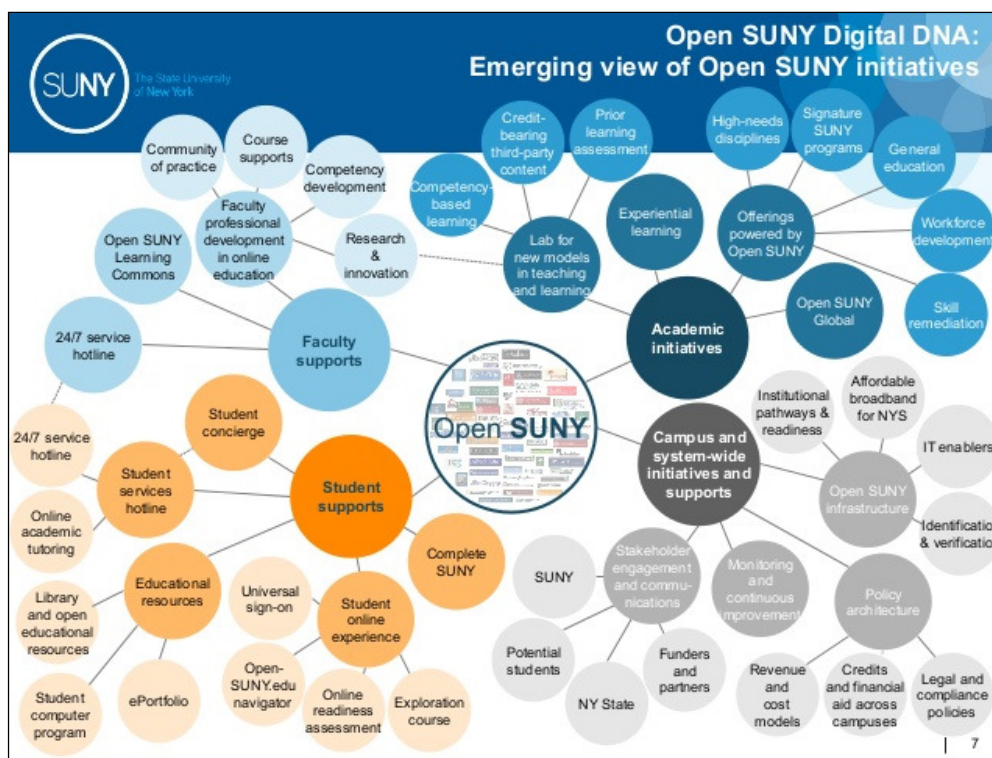 Open SUNY Digital DNA:
Emerging view of Open SUNY initiatives
SUNY
The State University
of New York
Community
of practice
Course
supports
Competency
development
Faculty
professional
development
in online
education
Open SUNY
Learning
Commons
Research
& innovation
24/7 service
hotline
Faculty
supports
Credit-
bearing
third-party
content
Prior
learning
assessment
Competency-
based
learning
Experiential
learning
Lab for
new models
in teaching
and learning
High-needs
disciplines
Signature
SUNY
programs
General
education
Offerings
powered by
Open SUNY
Workforce
development
Open SUNY
Global
Skill
remediation
Academic
initiatives
Open SUNY
24/7 service
hotline
Student
concierge
Student
services
hotline
Student
supports
Online
academic
tutoring
Educational
resources
Complete
SUNY
Library
and open
educational
resources
Universal
sign-on
Student
online
experience
Student
computer
program
ePortfolio
Open-
SUNY.edu
navigator
Online
readiness
assessment
Exploration
course
Campus and
system-wide
initiatives and
supports
Institutional
pathways &
readiness
Affordable
broadband
for NYS
IT enablers
Open SUNY
infrastructure
Identification
& verification
SUNY
Stakeholder
engagement
and commu-
nications
Monitoring
and
continuous
improvement
Policy
architecture
Potential
students
NY State
Funders
and
partners
Revenue
and
cost
models
Credits
and financial
aid across
campuses
Legal and
compliance
policies
7